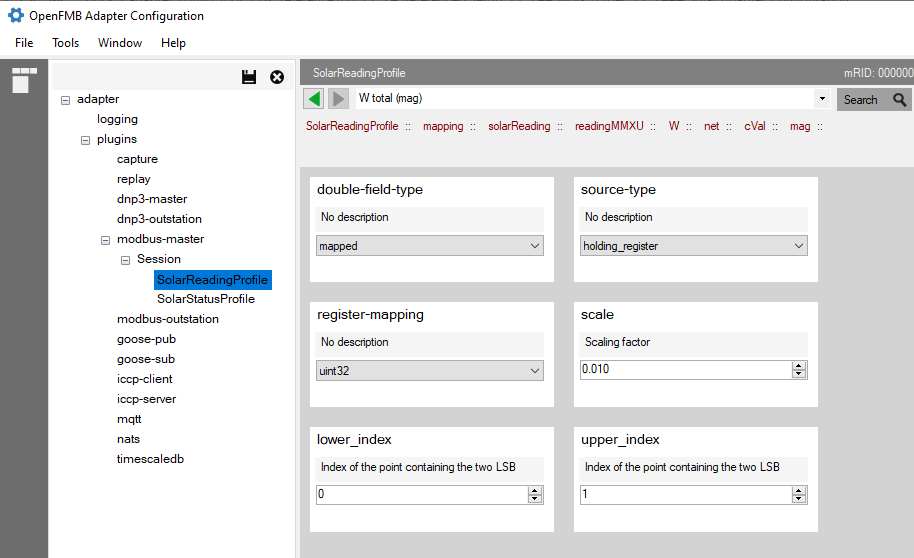 OpenFMB Adapter Configuration
File Tools Window Help
adapter
logging
plugins
capture
replay
dnp3-master
dnp3-outstation
modbus-master
Session
SolarReadingProfile
SolarStatusProfile
modbus-outstation
goose-pub
goose-sub
iccp-client
iccp-server
mqtt
nats
timescaledb
SolarReadingProfile mRID: 000000
W total (mag) Search
SolarReadingProfile :: mapping :: solarReading :: readingMMXU :: W :: net :: cVal :: mag ::
double-field-type
No description
mapped
source-type
No description
holding_register
register-mapping
No description
uint32
scale
Scaling factor
0.010
lower_index
Index of the point containing the two LSB
0
upper_index
Index of the point containing the two LSB
1